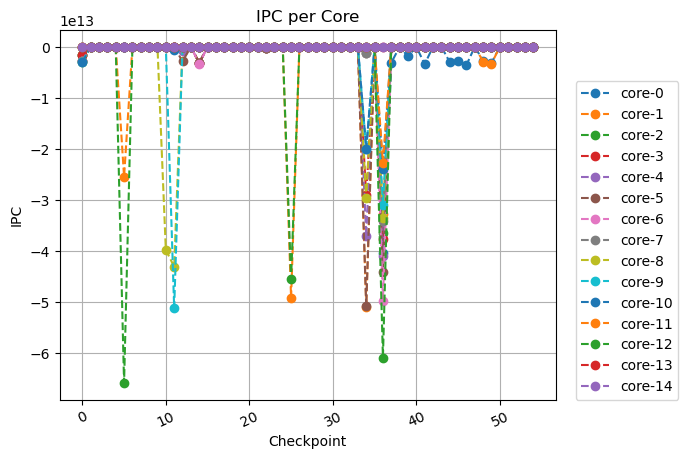 IPC per Core
1e13
0
−1
−2
−3
−4
−5
−6
IPC
0
10
20
30
40
50
Checkpoint
core-0
core-1
core-2
core-3
core-4
core-5
core-6
core-7
core-8
core-9
core-10
core-11
core-12
core-13
core-14